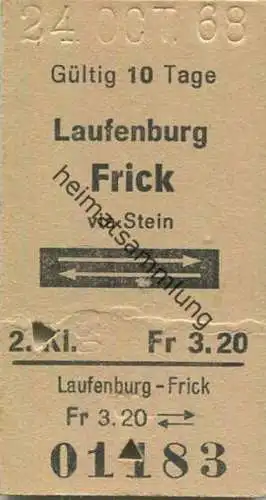 24. OCT. 68
Gültig 10 Tage
Laufenburg
Frick
via Stein
heimatsammlung
2. Kl. Fr 3.20
Laufenburg - Frick
Fr 3.20
01183